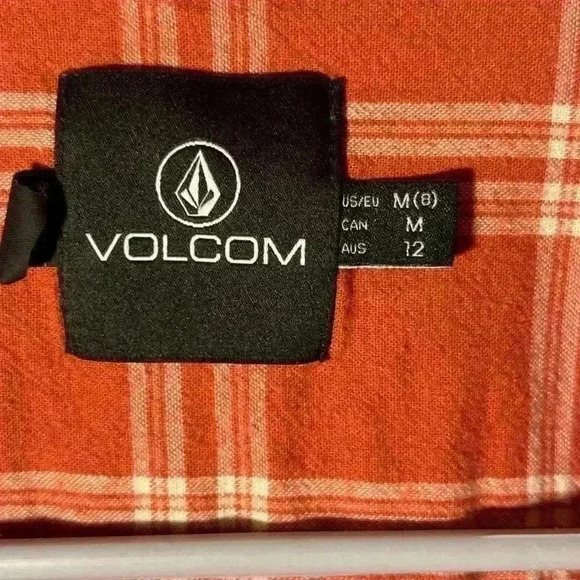 VOLCOM
US/EU M(8)
CAN M
AUS 12